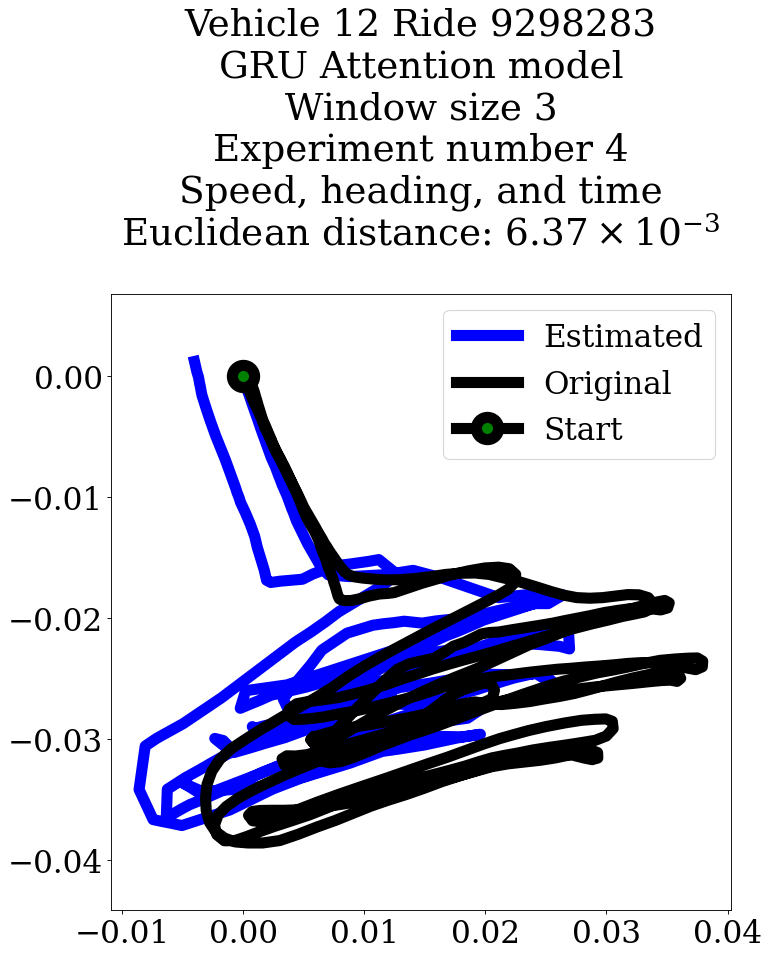 Vehicle 12 Ride 9298283
GRU Attention model
Window size 3
Experiment number 4
Speed, heading, and time
Euclidean distance: 6.37 × 10⁻³
Estimated
Original
Start
0.00
−0.01
−0.02
−0.03
−0.04
−0.01 0.00 0.01 0.02 0.03 0.04